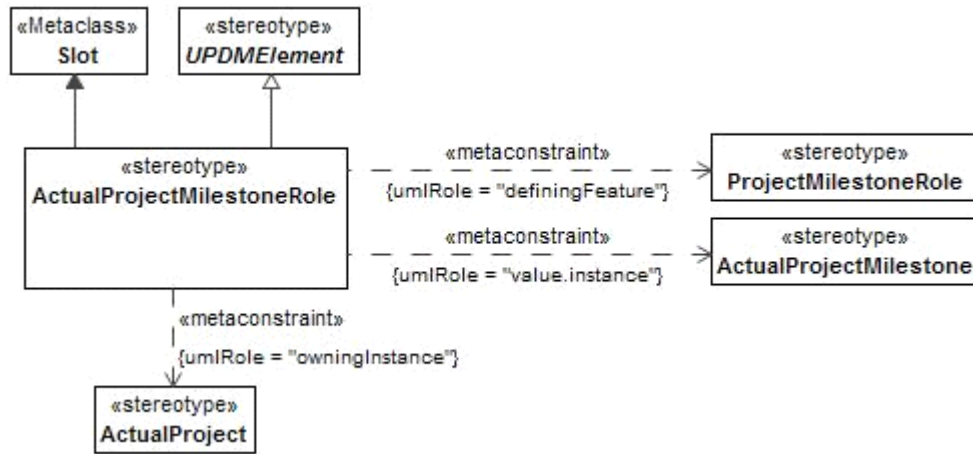 «Metaclass»
Slot
«stereotype»
UPDMElement
«stereotype»
ActualProjectMilestoneRole
«metaconstraint»
{umlRole = "definingFeature"}
«stereotype»
ProjectMilestoneRole
«metaconstraint»
{umlRole = "value.instance"}
«stereotype»
ActualProjectMilestone
«metaconstraint»
{umlRole = "owningInstance"}
«stereotype»
ActualProject